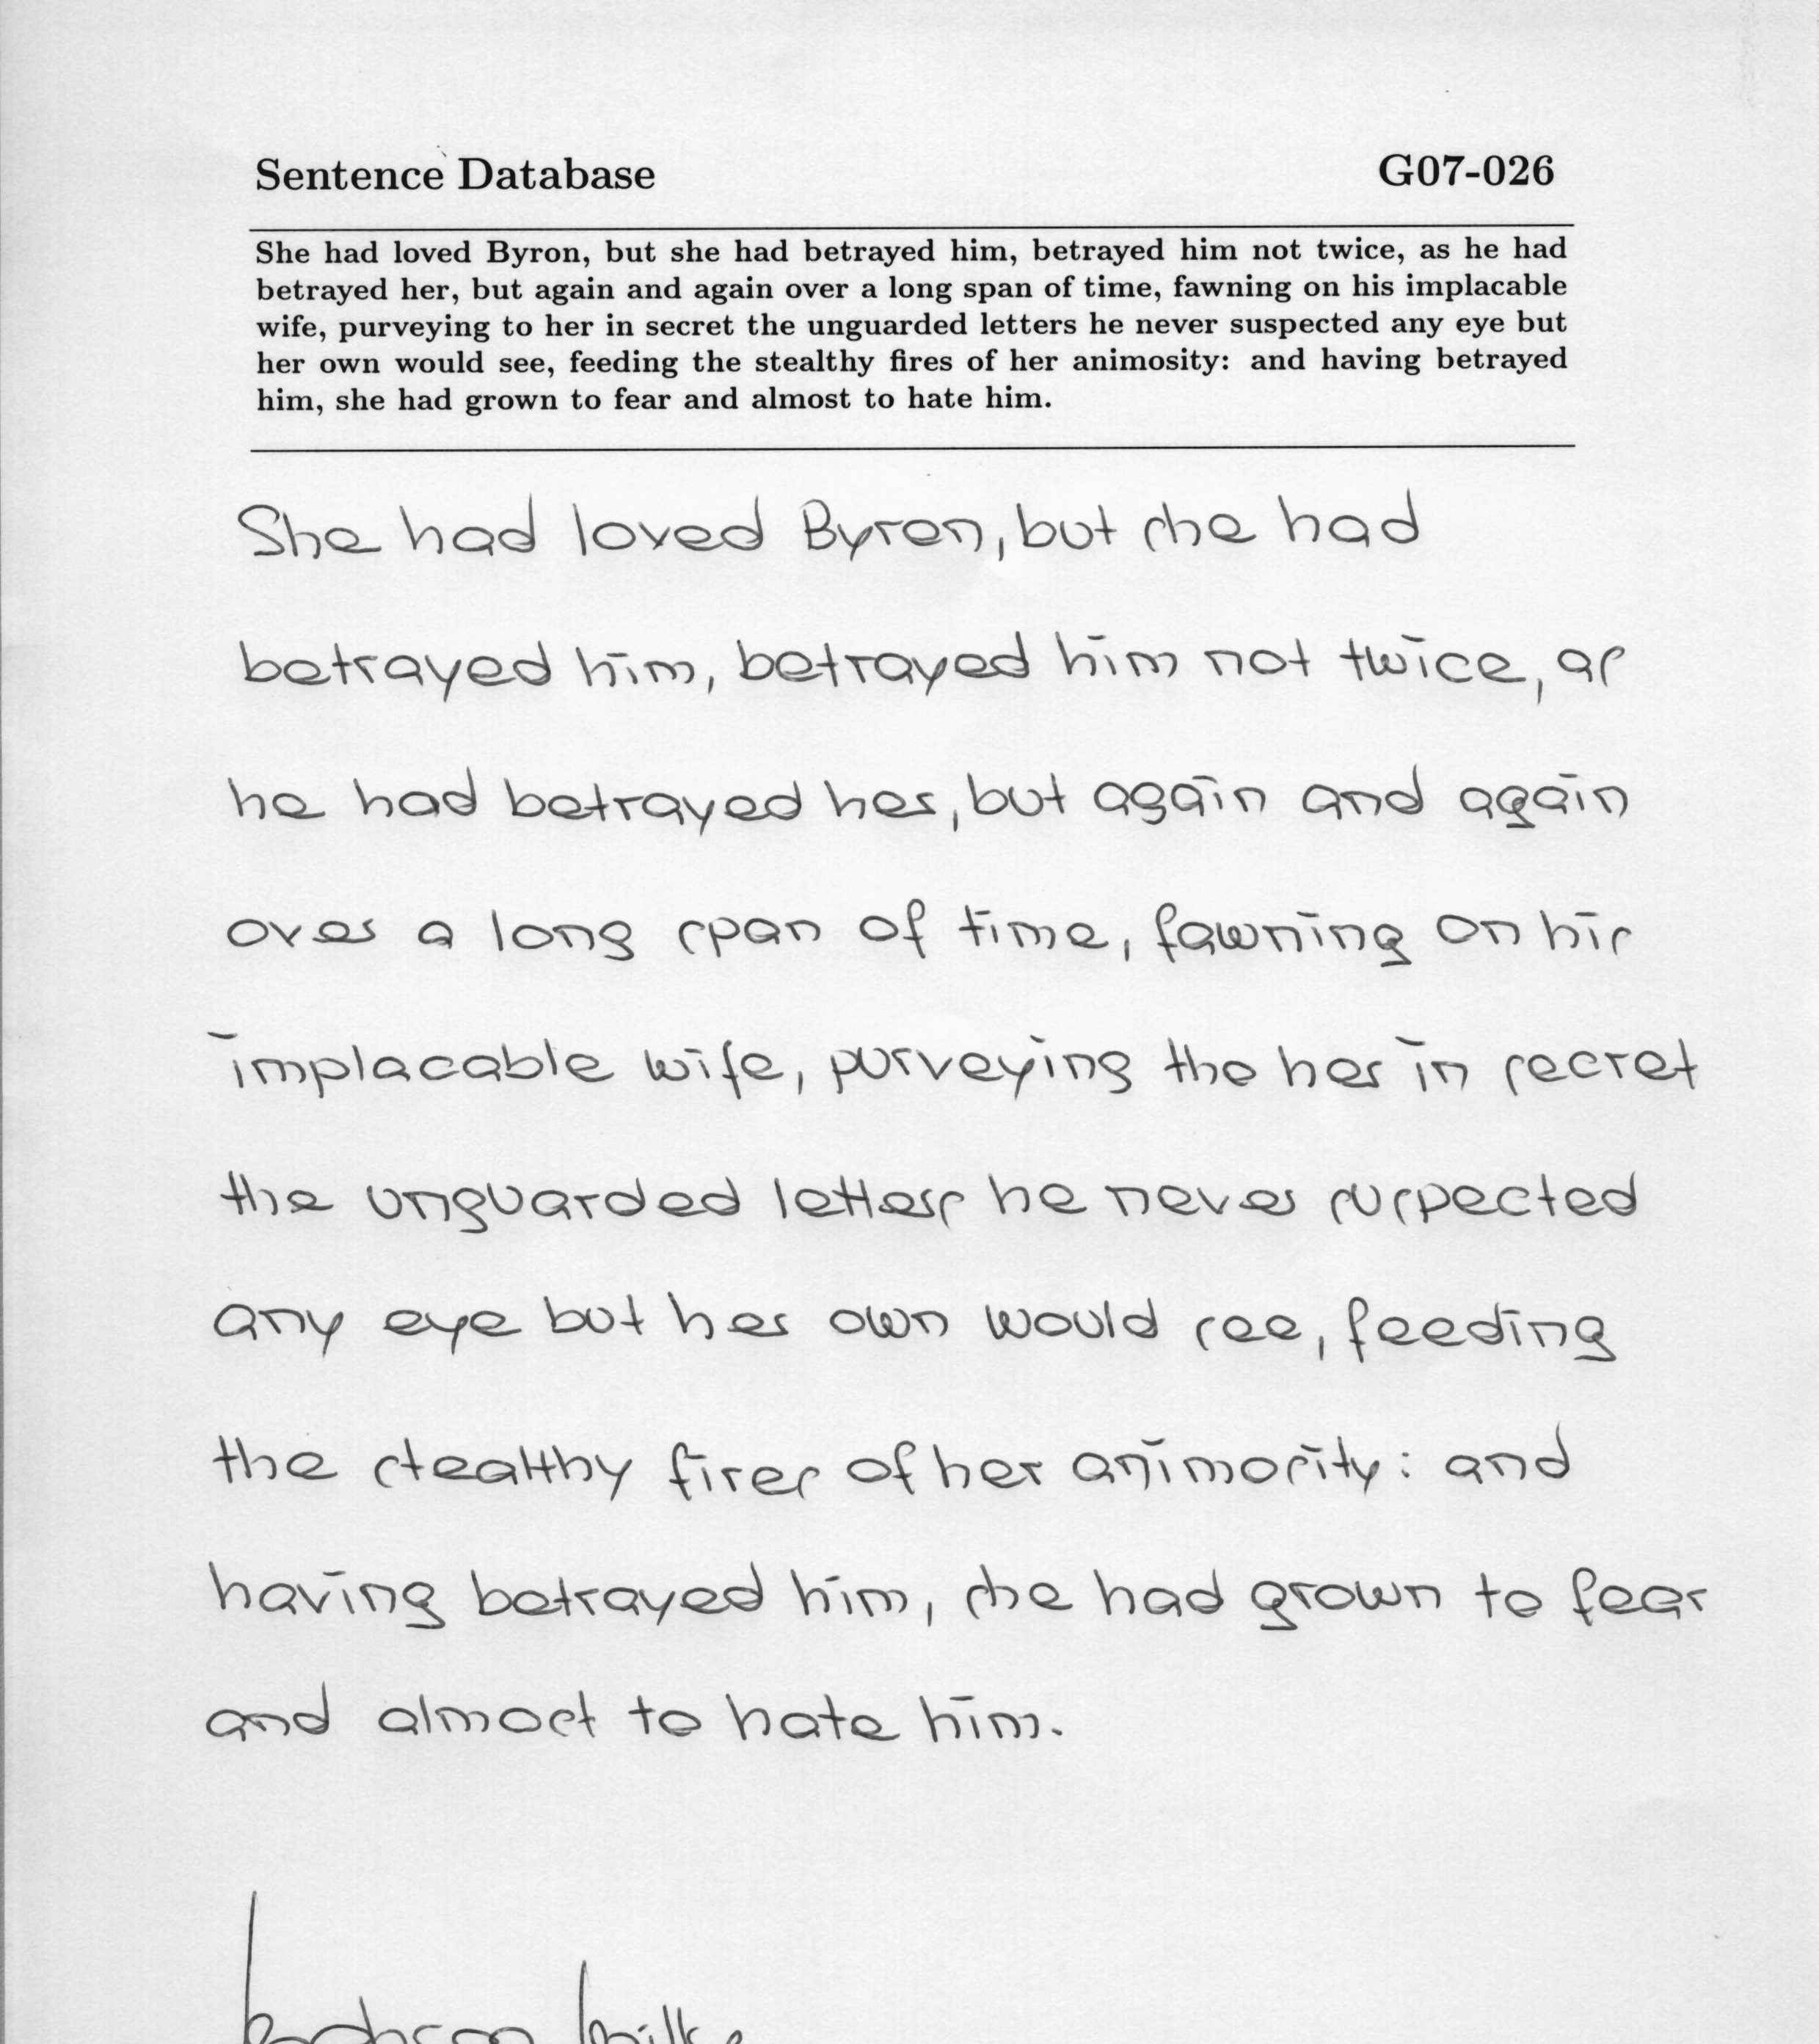 Sentence Database G07-026
She had loved Byron, but she had betrayed him, betrayed him not twice, as he had
betrayed her, but again and again over a long span of time, fawning on his implacable
wife, purveying to her in secret the unguarded letters he never suspected any eye but
her own would see, feeding the stealthy fires of her animosity: and having betrayed
him, she had grown to fear and almost to hate him.
She had loved Byron, but she had
betrayed him, betrayed him not twice, as
he had betrayed her, but again and again
over a long span of time, fawning on his
implacable wife, purveying the her in secret
the unguarded letters he never suspected
any eye but her own would see, feeding
the stealthy fires of her animosity: and
having betrayed him, she had grown to fear
and almost to hate him.